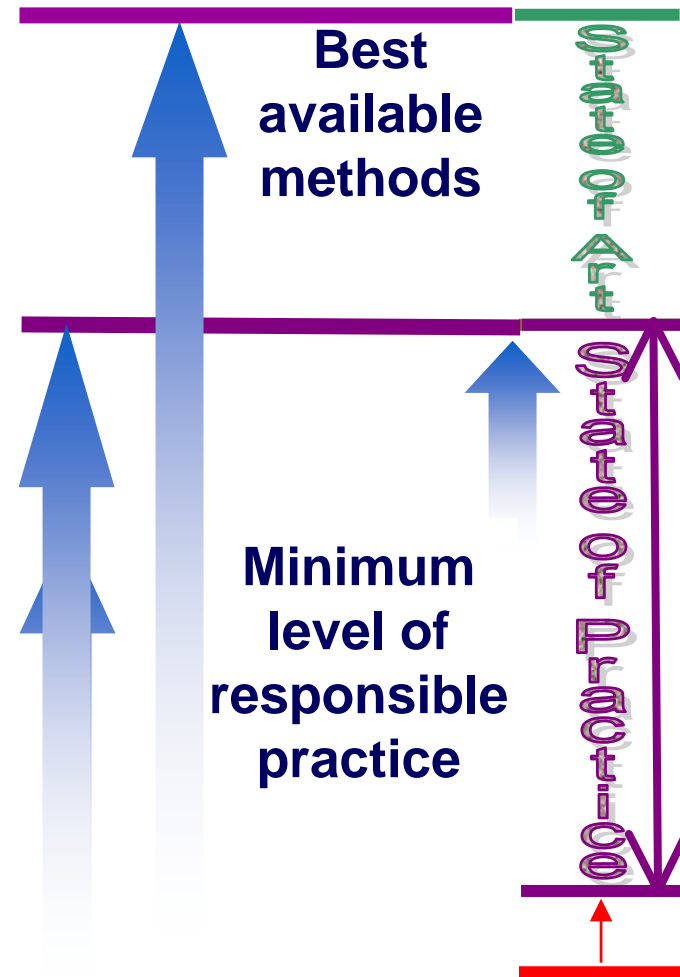 Best
available
methods
State of Art
Minimum
level of
responsible
practice
State of Practice